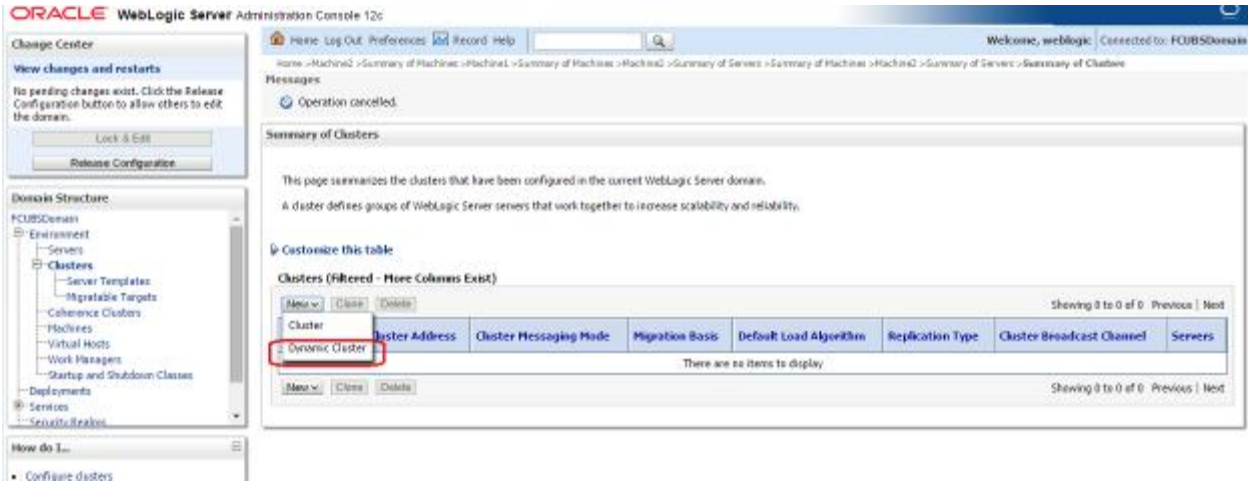 ORACLE WebLogic Server Administration Console 12c
Change Center
View changes and restarts
No pending changes exist. Click the Release
Configuration button to allow others to edit
the domain.
Lock & Edit
Release Configuration
Domain Structure
FCUBSDomain
Environment
Servers
Clusters
Server Templates
Migratable Targets
Coherence Clusters
Machines
Virtual Hosts
Work Managers
Startup and Shutdown Classes
Deployments
Services
Security Realms
How do I...
Configure clusters
Home Log Out Preferences Record Help
Welcome, weblogic Connected to: FCUBSDomain
Home >Machine2 >Summary of Machines >Machine1 >Summary of Machines >Machine2 >Summary of Servers >Summary of Machines >Machine2 >Summary of Servers >Summary of Clusters
Messages
Operation cancelled.
Summary of Clusters
This page summarizes the clusters that have been configured in the current WebLogic Server domain.
A cluster defines groups of WebLogic Server servers that work together to increase scalability and reliability.
Customize this table
Clusters (Filtered - More Columns Exist)
New Clone Delete
Showing 0 to 0 of 0 Previous | Next
Cluster
Dynamic Cluster
Cluster Address Cluster Messaging Mode Migration Basis Default Load Algorithm Replication Type Cluster Broadcast Channel Servers
There are no items to display
New Clone Delete
Showing 0 to 0 of 0 Previous | Next